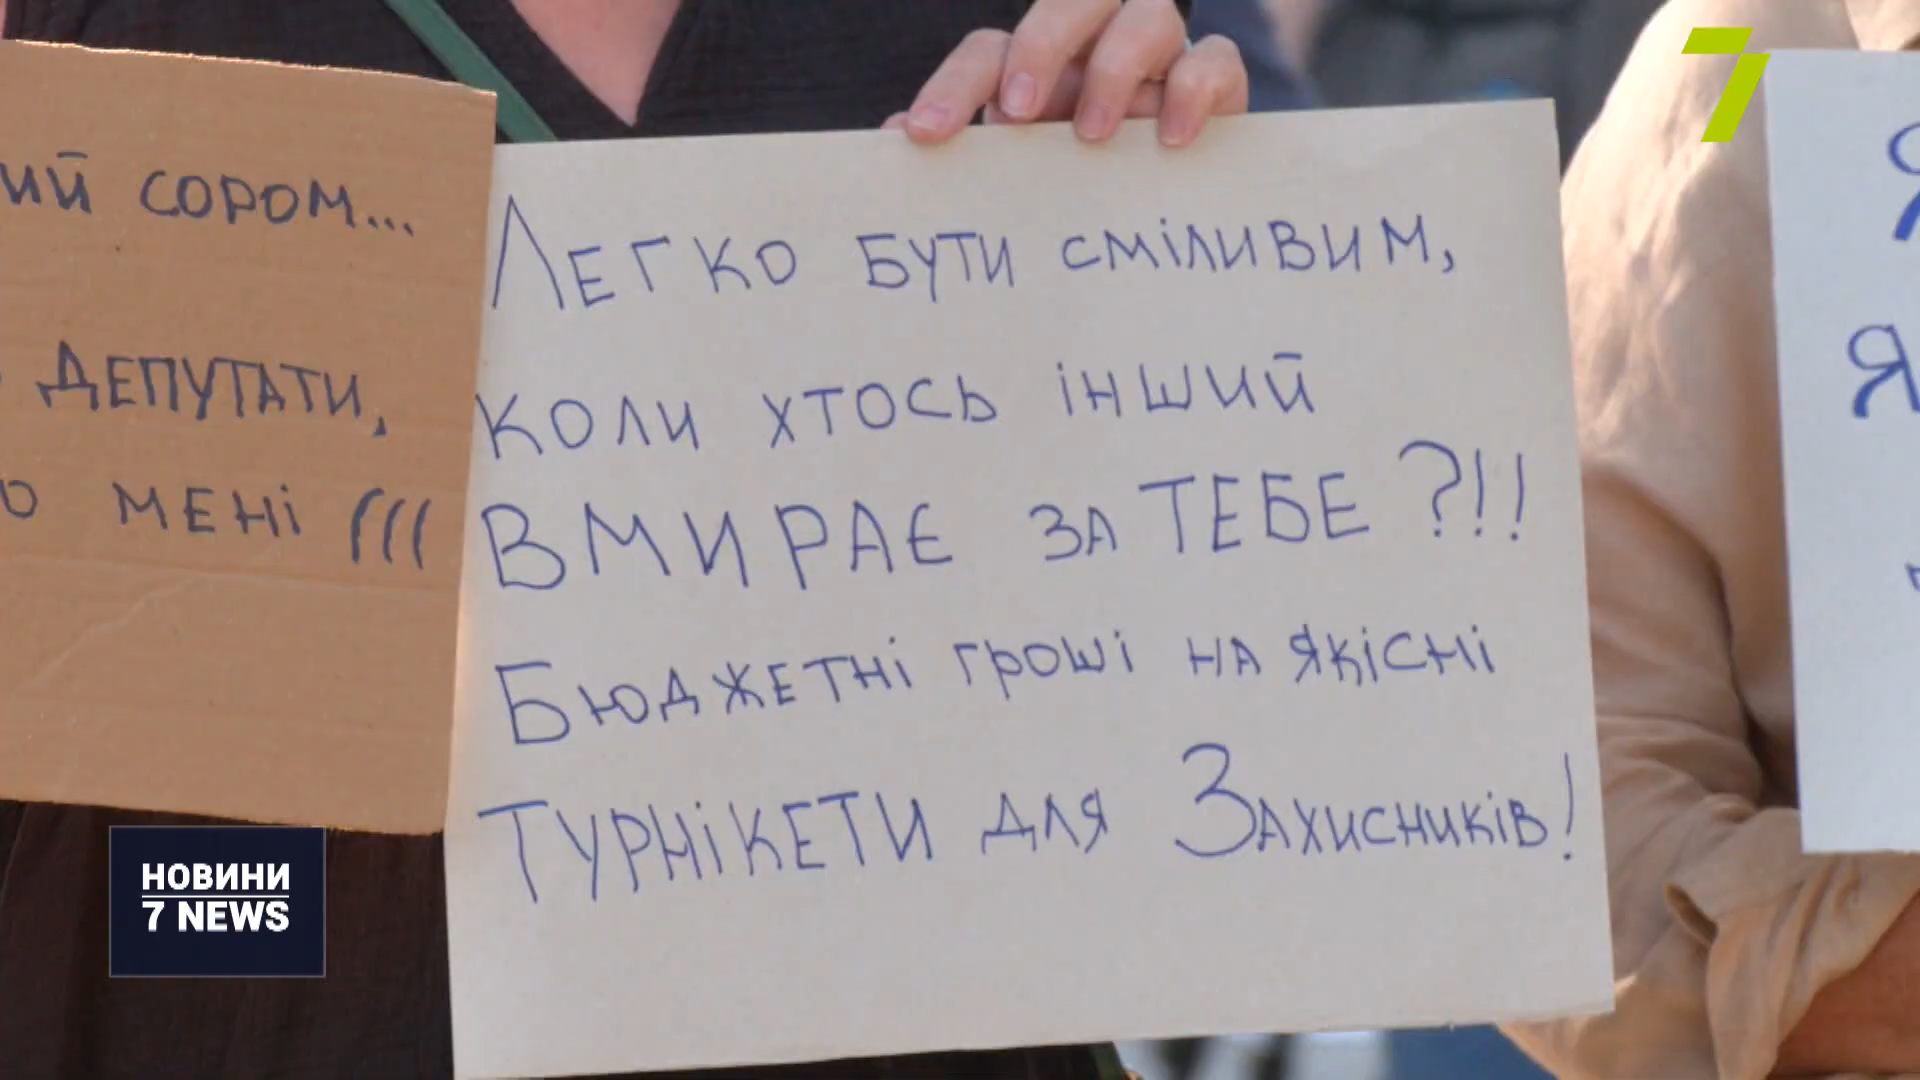 сором...
депутати,
мені (((
Легко бути сміливим,
коли хтось інший
вмирає за тебе?!!
Бюджетні гроші на якісні
турнікети для Захисників!
7
Я
НОВИНИ
7 NEWS